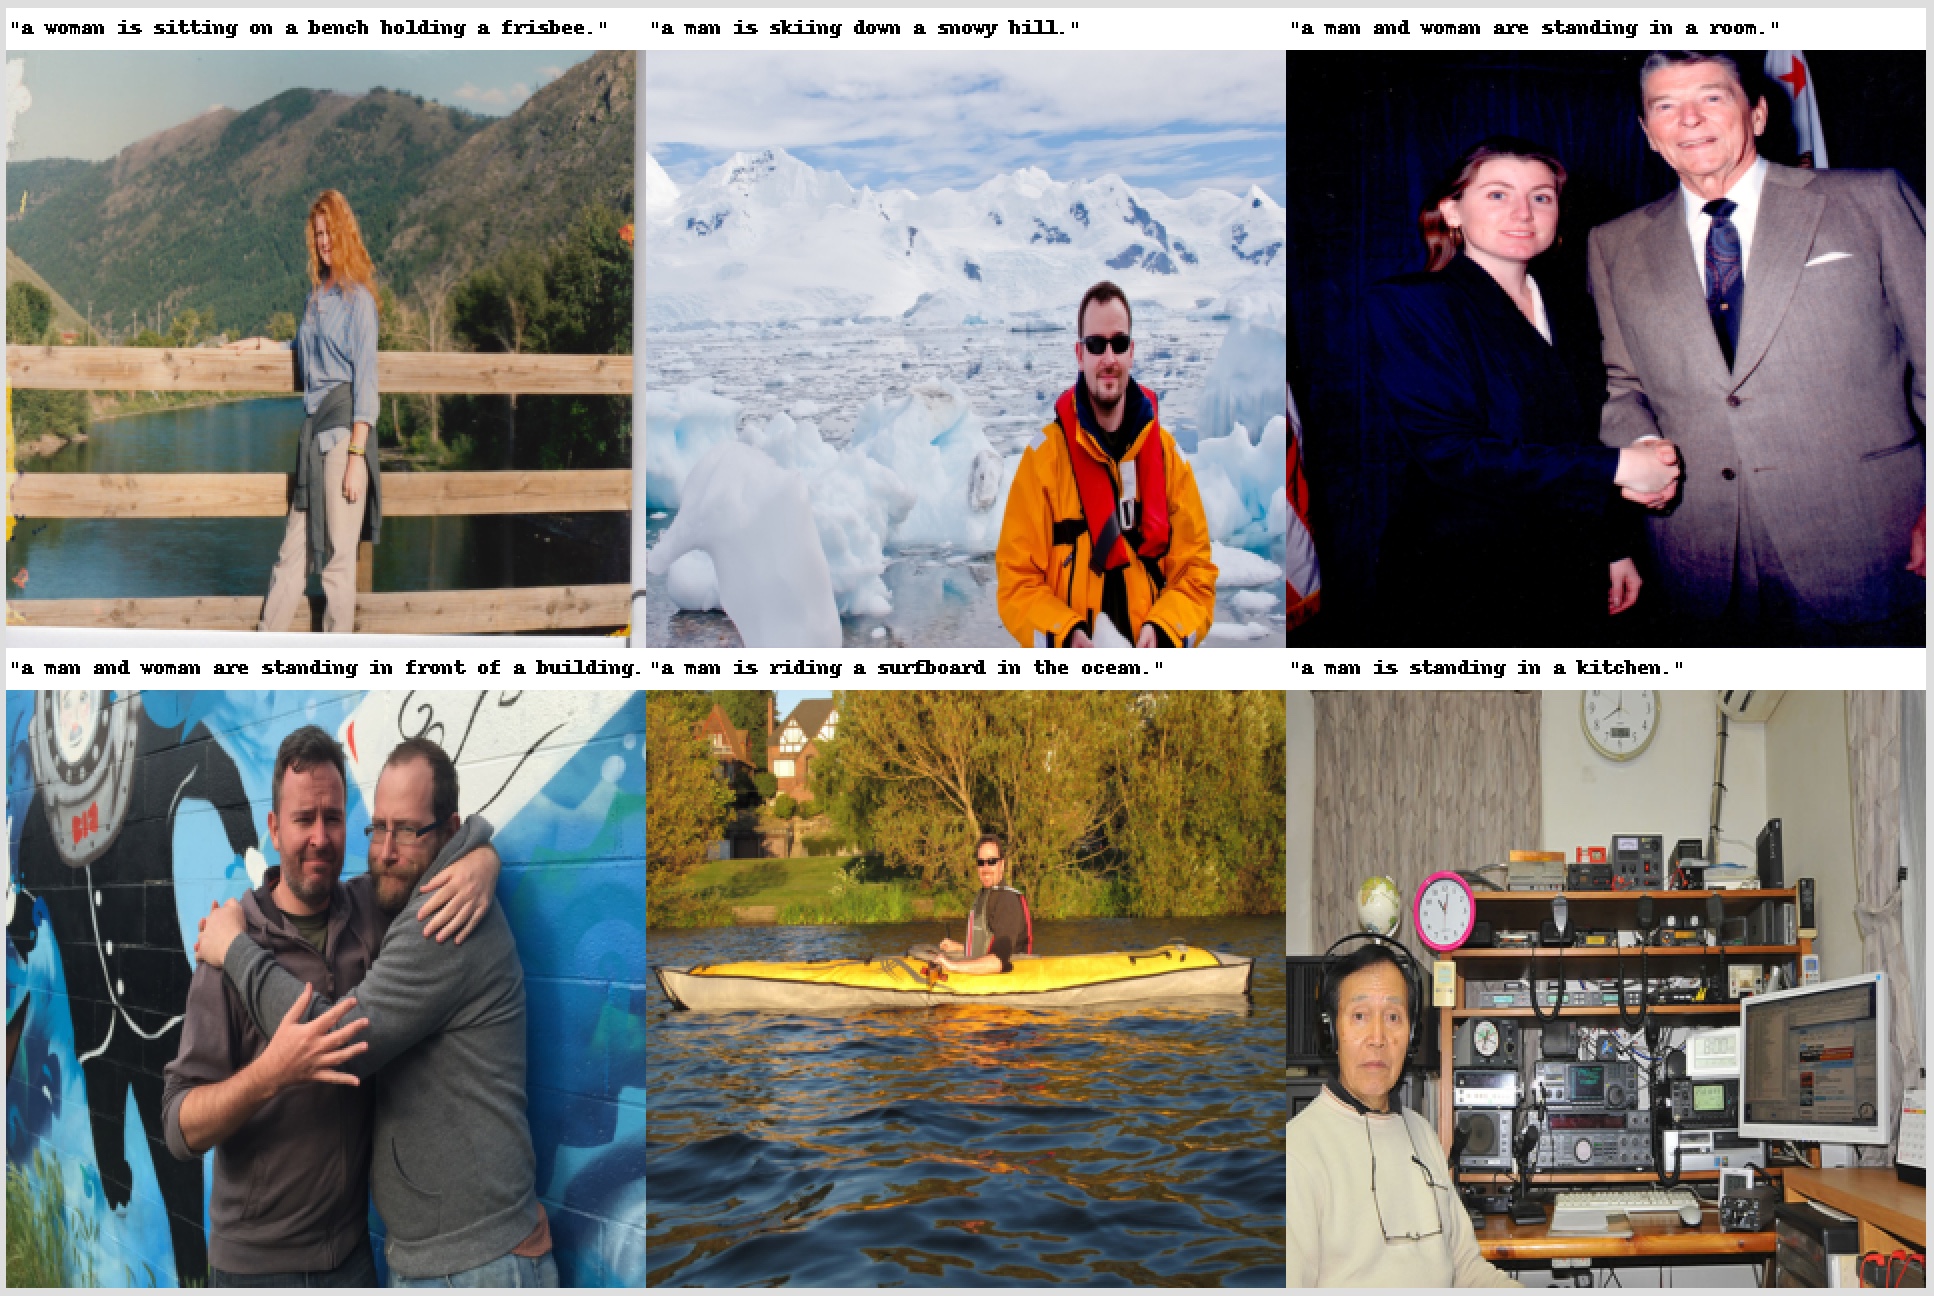 "a woman is sitting on a bench holding a frisbee."
"a man is skiing down a snowy hill."
"a man and woman are standing in a room."
"a man and woman are standing in front of a building.
"a man is riding a surfboard in the ocean."
"a man is standing in a kitchen."